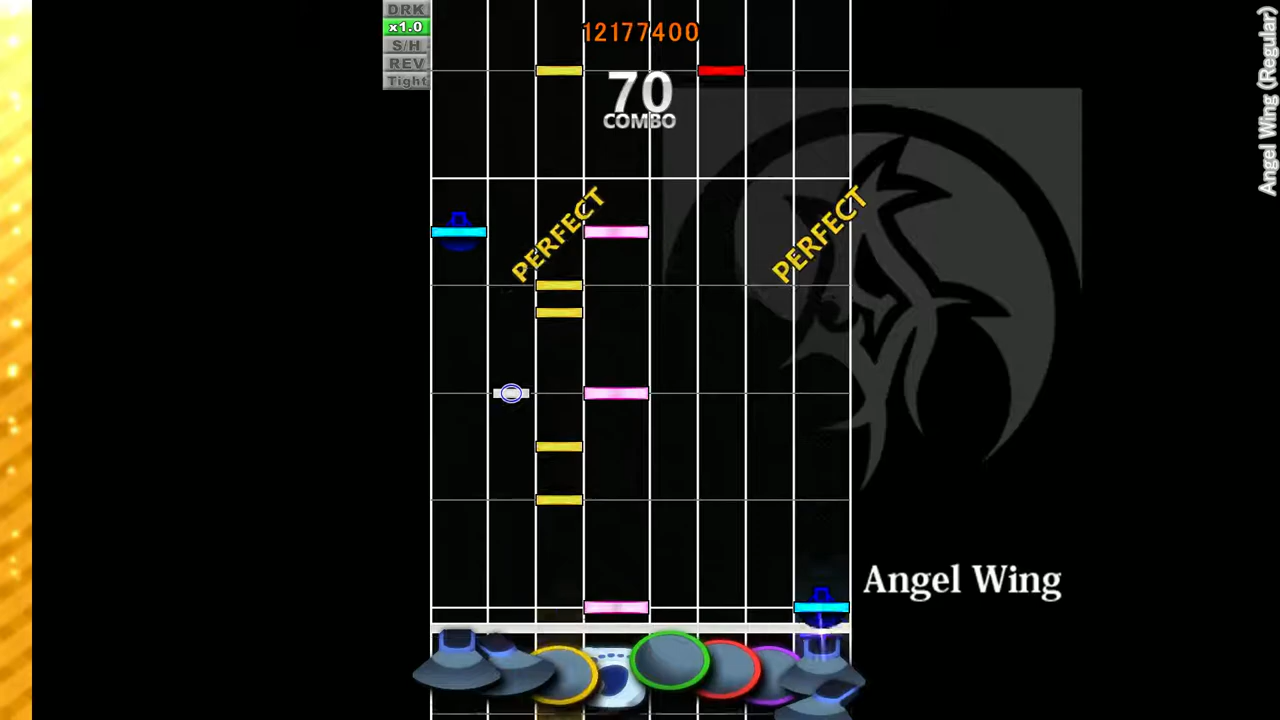 DRK
x1.0
S/H
REV
Tight
12177400
70
COMBO
PERFECT
PERFECT
Angel Wing
Angel Wing (Regular)